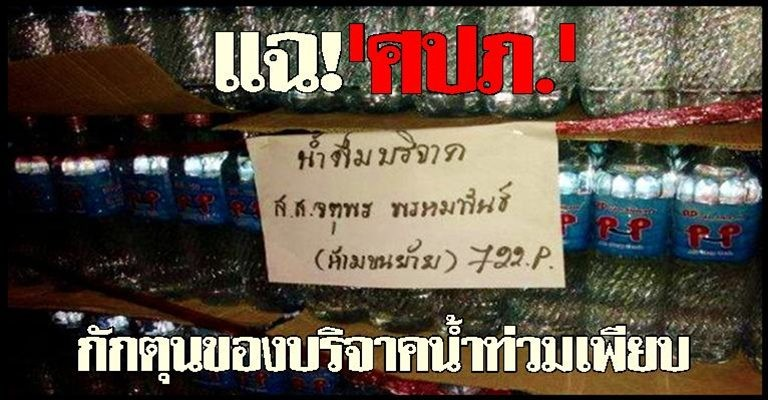 แฉ!'ศปภ.'
น้ำดื่มบริจาค
ส.ส.จตุพร พรหมพันธ์
(ห้ามขนย้าย) 722.P.
P-P
P-P
P-P
กักตุนของบริจาคน้ำท่วมเพียบ